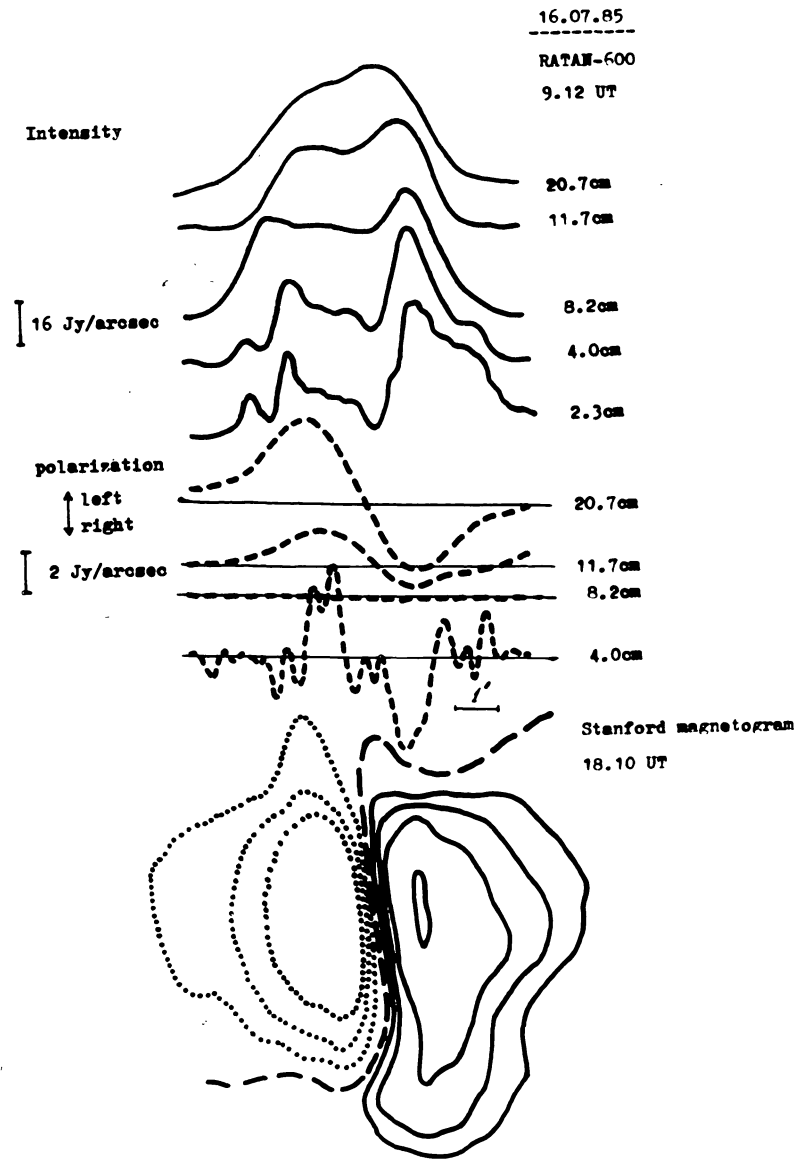 16.07.85
RATAN-600
9.12 UT
Intensity
20.7cm
11.7cm
8.2cm
16 Jy/arcsec
4.0cm
2.3cm
polarization
left
right
20.7cm
2 Jy/arcsec
11.7cm
8.2cm
4.0cm
1'
Stanford magnetogram
18.10 UT